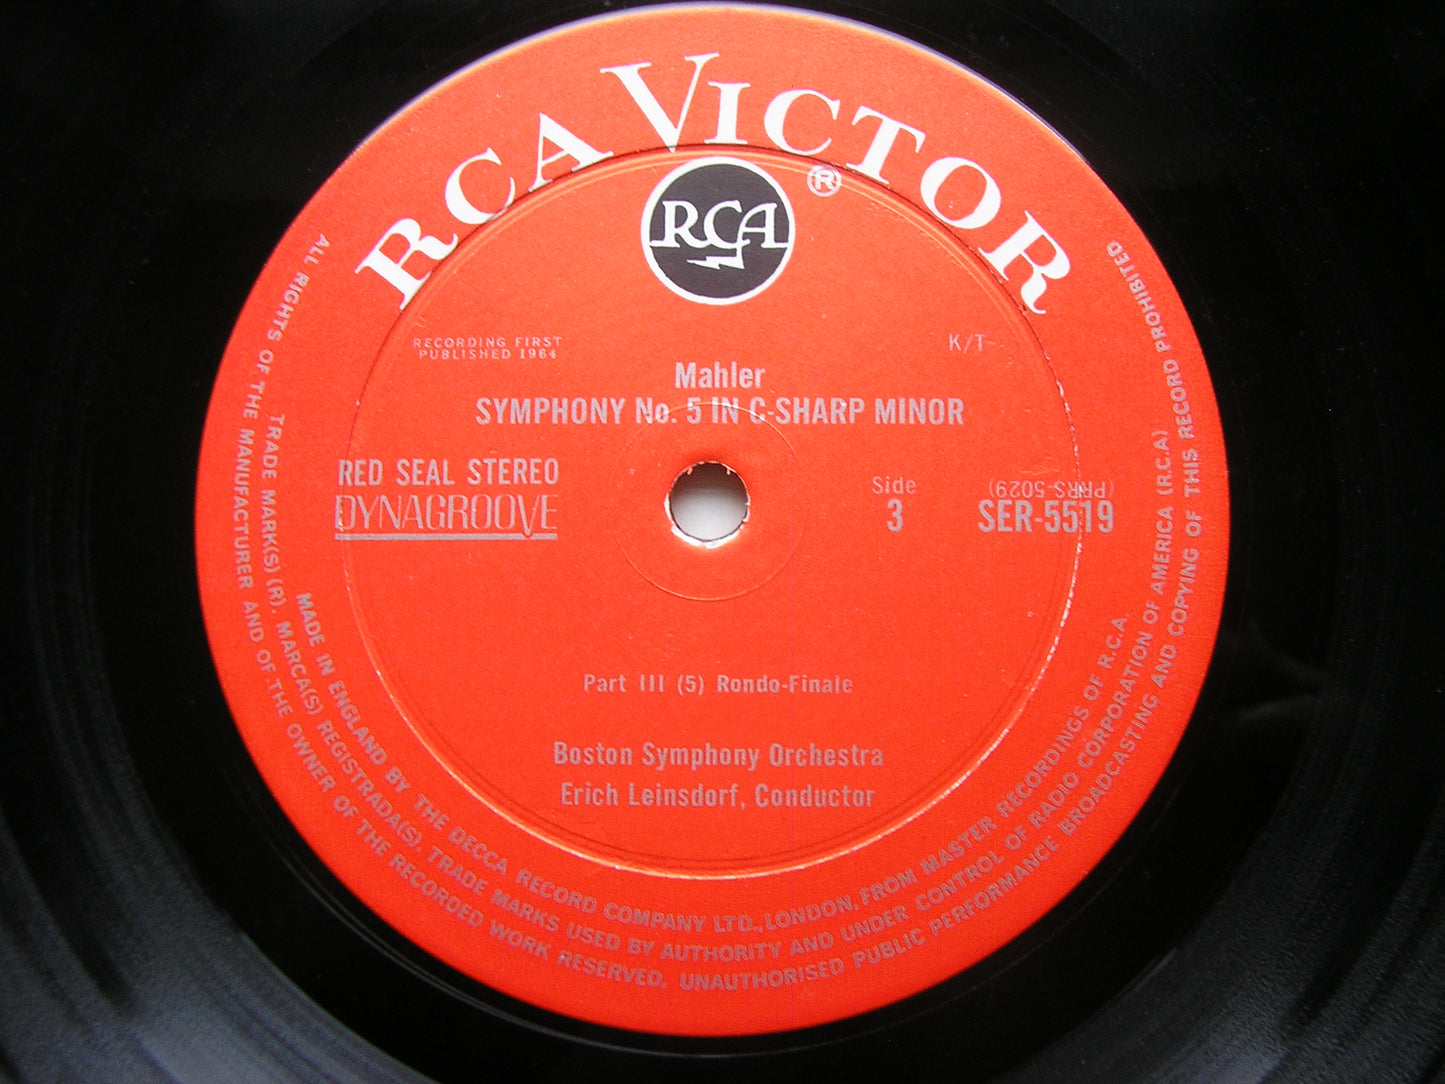 RCA VICTOR
®
RCA
RECORDING FIRST
PUBLISHED 1964
K/T
Mahler
SYMPHONY No. 5 IN C-SHARP MINOR
RED SEAL STEREO
DYNAGROOVE
Side
3
(PRRS-5029)
SER-5519
Part III (5) Rondo-Finale
Boston Symphony Orchestra
Erich Leinsdorf, Conductor
MADE IN ENGLAND BY THE DECCA RECORD COMPANY LTD., LONDON, FROM MASTER RECORDINGS OF R.C.A
TRADE MARK(S) (R), MARCA(S) REGISTRADA(S), TRADE MARKS USED BY AUTHORITY AND UNDER CONTROL OF RADIO CORPORATION OF AMERICA (R.C.A)
ALL RIGHTS OF THE MANUFACTURER AND OF THE OWNER OF THE RECORDED WORK RESERVED. UNAUTHORISED PUBLIC PERFORMANCE BROADCASTING AND COPYING OF THIS RECORD PROHIBITED